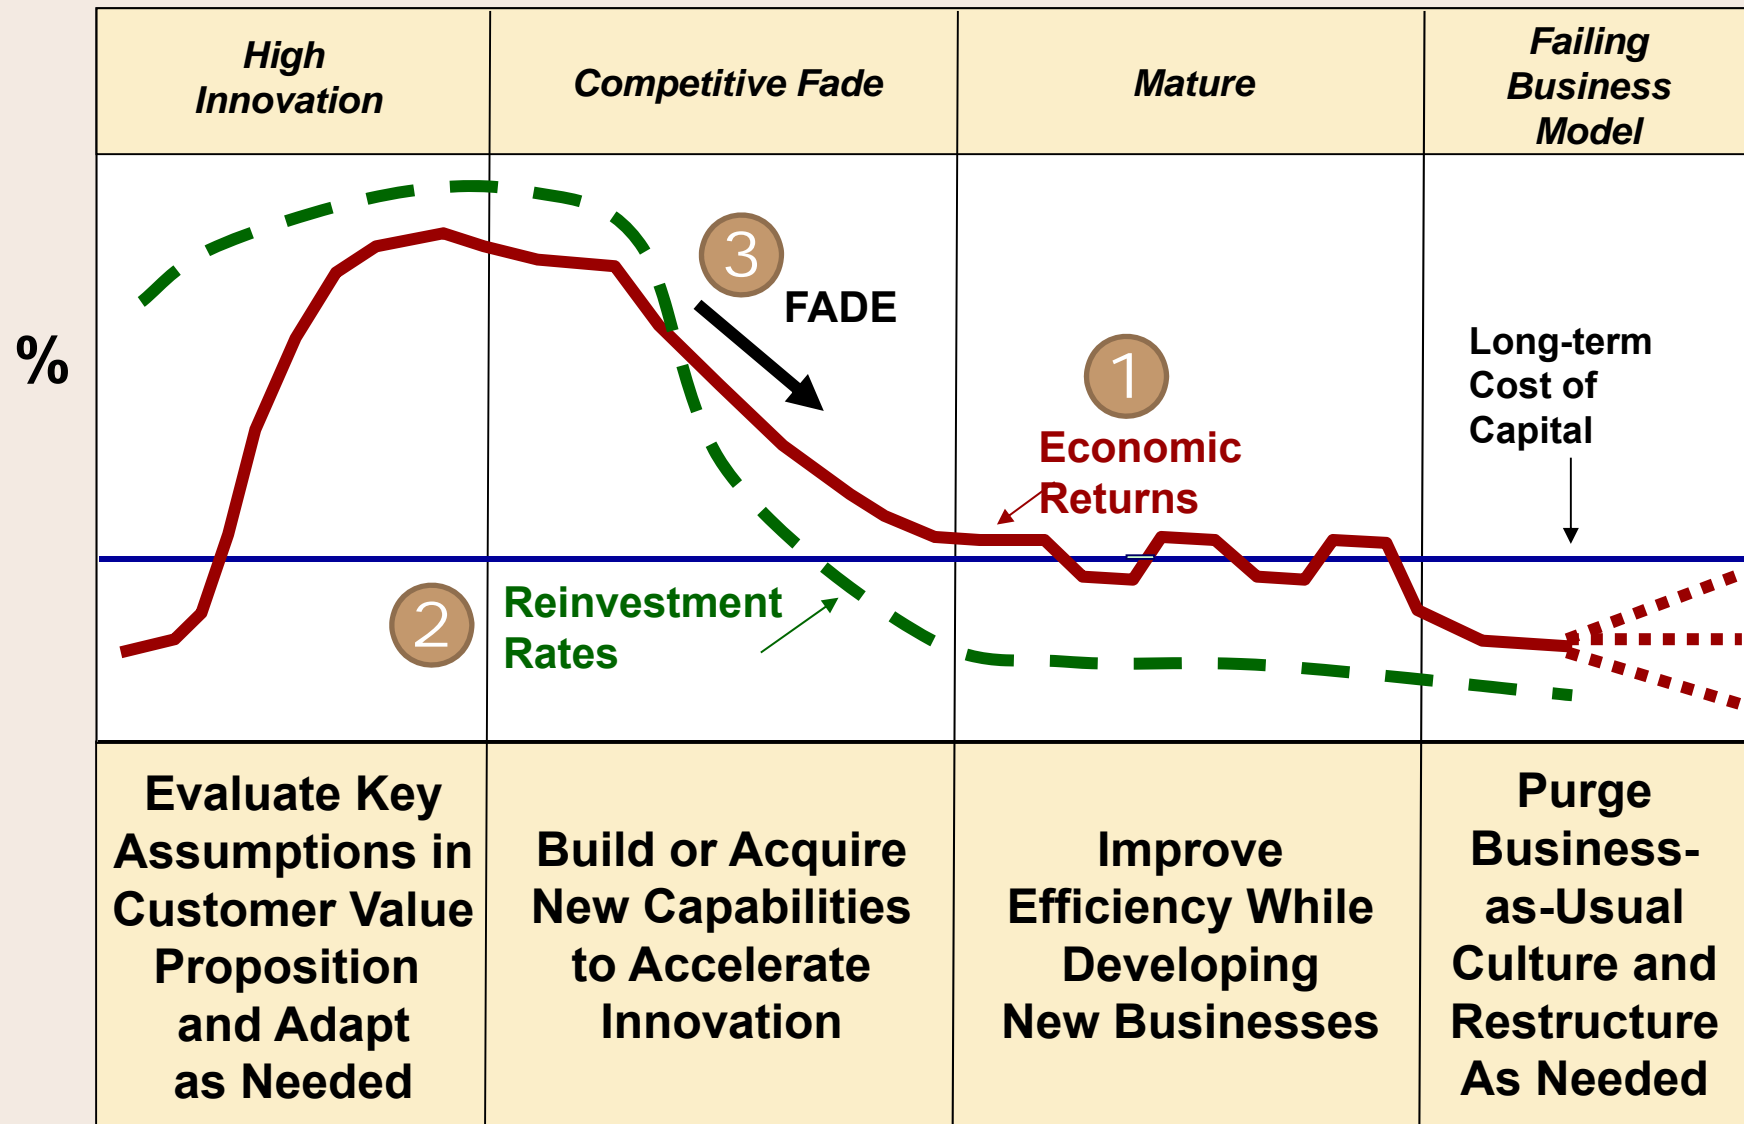 High
Innovation
Competitive Fade
Mature
Failing
Business
Model
%
3
FADE
1
Economic
Returns
Long-term
Cost of
Capital
2
Reinvestment
Rates
Evaluate Key
Assumptions in
Customer Value
Proposition
and Adapt
as Needed
Build or Acquire
New Capabilities
to Accelerate
Innovation
Improve
Efficiency While
Developing
New Businesses
Purge
Business-
as-Usual
Culture and
Restructure
As Needed